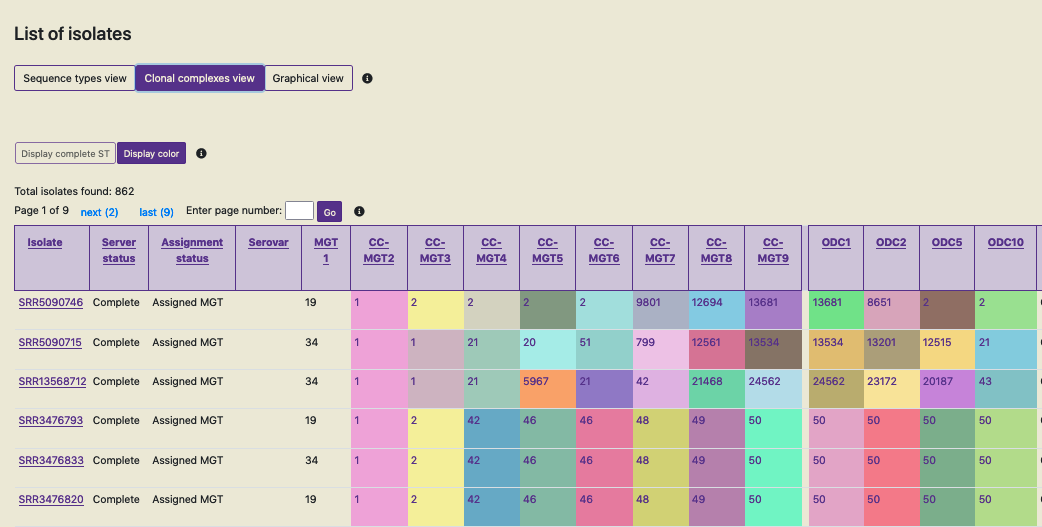 List of isolates
Sequence types view Clonal complexes view Graphical view
Display complete ST Display color
Total isolates found: 862
Page 1 of 9 next (2) last (9) Enter page number: Go
Isolate Server status Assignment status Serovar MGT 1 CC-MGT2 CC-MGT3 CC-MGT4 CC-MGT5 CC-MGT6 CC-MGT7 CC-MGT8 CC-MGT9 ODC1 ODC2 ODC5 ODC10
SRR5090746 Complete Assigned MGT 19 1 2 2 2 2 9801 12694 13681 13681 8651 2 2
SRR5090715 Complete Assigned MGT 34 1 1 21 20 51 799 12561 13534 13534 13201 12515 21
SRR13568712 Complete Assigned MGT 34 1 1 21 5967 21 42 21468 24562 24562 23172 20187 43
SRR3476793 Complete Assigned MGT 19 1 2 42 46 46 48 49 50 50 50 50 50
SRR3476833 Complete Assigned MGT 34 1 2 42 46 46 48 49 50 50 50 50 50
SRR3476820 Complete Assigned MGT 19 1 2 42 46 46 48 49 50 50 50 50 50